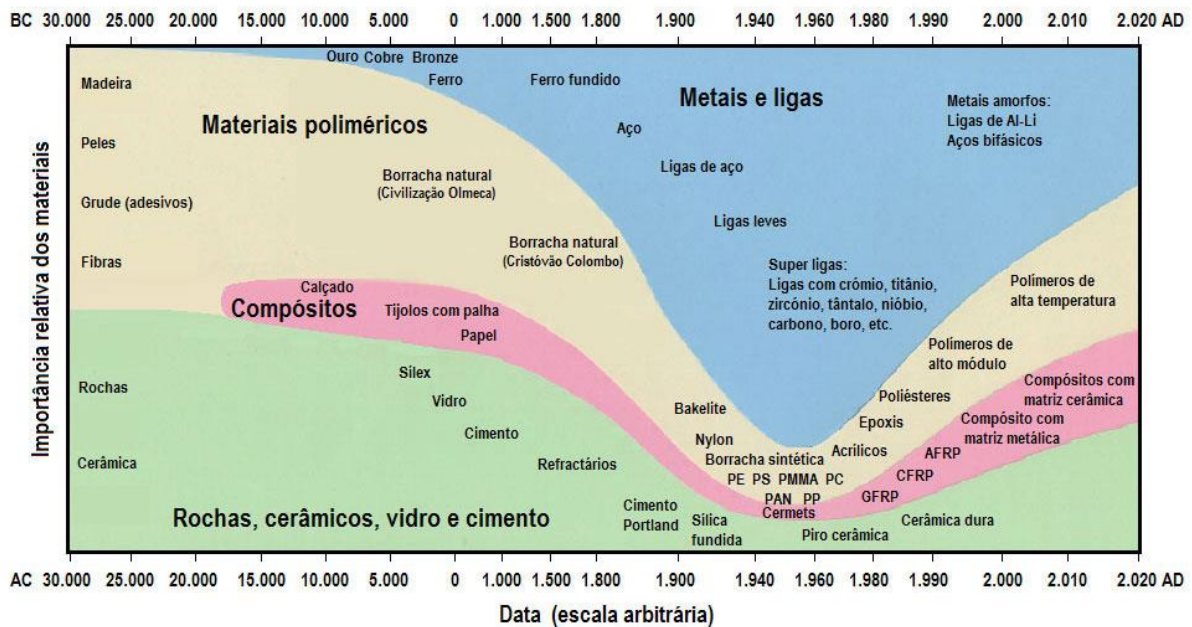 BC 30.000 25.000 20.000 15.000 10.000 5.000 0 1.000 1.500 1.800 1.900 1.940 1.960 1.980 1.990 2.000 2.010 2.020 AD
Importância relativa dos materiais
Ouro Cobre Bronze
Ferro
Ferro fundido
Metais e ligas
Metais amorfos:
Ligas de Al-Li
Aços bifásicos
Madeira
Materiais poliméricos
Aço
Peles
Ligas de aço
Borracha natural
(Civilização Olmeca)
Grude (adesivos)
Ligas leves
Borracha natural
(Cristóvão Colombo)
Fibras
Super ligas:
Ligas com crómio, titânio,
zircónio, tântalo, nióbio,
carbono, boro, etc.
Polímeros de
alta temperatura
Calçado
Compósitos
Tijolos com palha
Papel
Polímeros de
alto módulo
Rochas
Sílex
Vidro
Cimento
Refractários
Cerâmica
Bakelite
Nylon
Borracha sintética
PE PS PMMA PC
PAN PP
Cermets
Poliésteres
Epoxis
Acrílicos
Compósitos com
matriz cerâmica
Compósito com
matriz metálica
AFRP
CFRP
GFRP
Rochas, cerâmicos, vidro e cimento
Cimento
Portland
Sílica
fundida
Piro cerâmica
Cerâmica dura
AC 30.000 25.000 20.000 15.000 10.000 5.000 0 1.000 1.500 1.800 1.900 1.940 1.960 1.980 1.990 2.000 2.010 2.020 AD
Data (escala arbitrária)